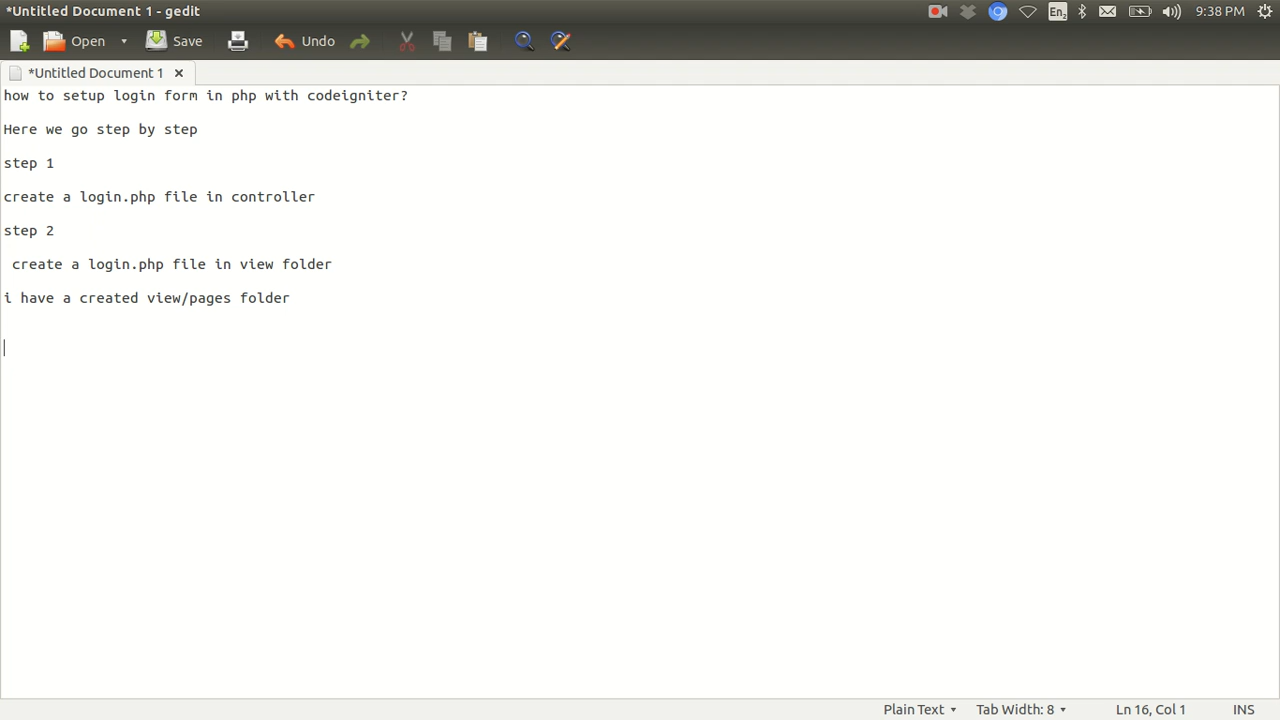 *Untitled Document 1 - gedit
En2
9:38 PM
Open
Save
Undo
*Untitled Document 1
how to setup login form in php with codeigniter?
Here we go step by step
step 1
create a login.php file in controller
step 2
create a login.php file in view folder
i have a created view/pages folder
Plain Text
Tab Width: 8
Ln 16, Col 1
INS